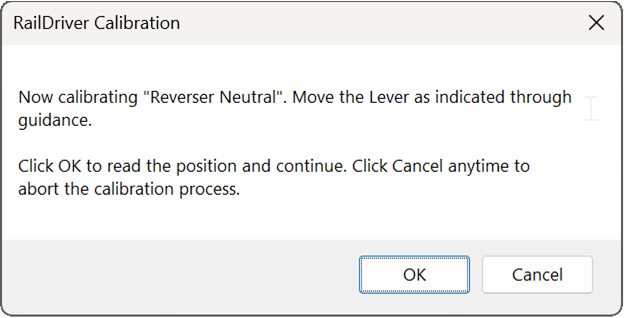 RailDriver Calibration
Now calibrating "Reverser Neutral". Move the Lever as indicated through
guidance.
Click OK to read the position and continue. Click Cancel anytime to
abort the calibration process.
OK
Cancel